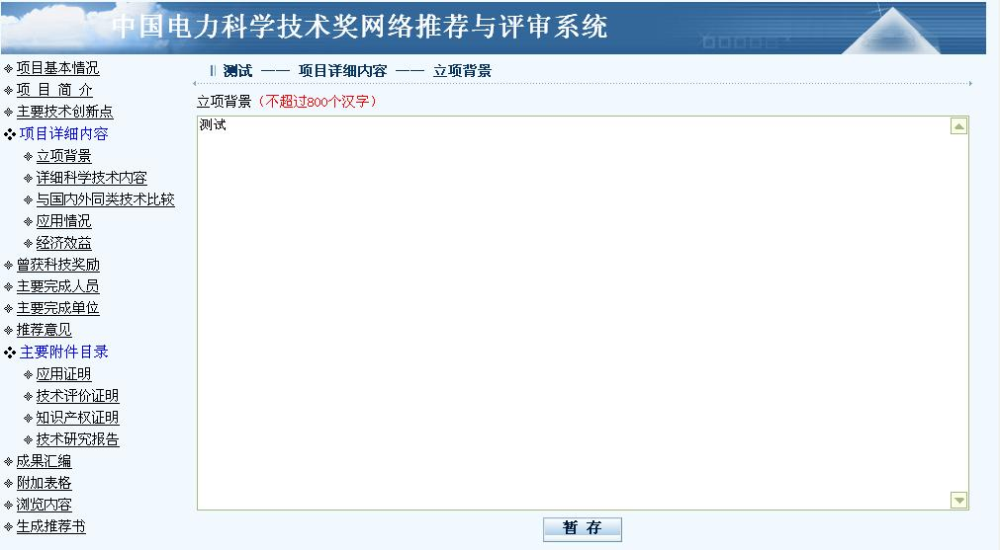 中国电力科学技术奖网络推荐与评审系统
项目基本情况
项 目 简 介
主要技术创新点
项目详细内容
立项背景
详细科学技术内容
与国内外同类技术比较
应用情况
经济效益
曾获科技奖励
主要完成人员
主要完成单位
推荐意见
主要附件目录
应用证明
技术评价证明
知识产权证明
技术研究报告
成果汇编
附加表格
浏览内容
生成推荐书
测试 —— 项目详细内容 —— 立项背景
立项背景（不超过800个汉字）
测试
暂 存